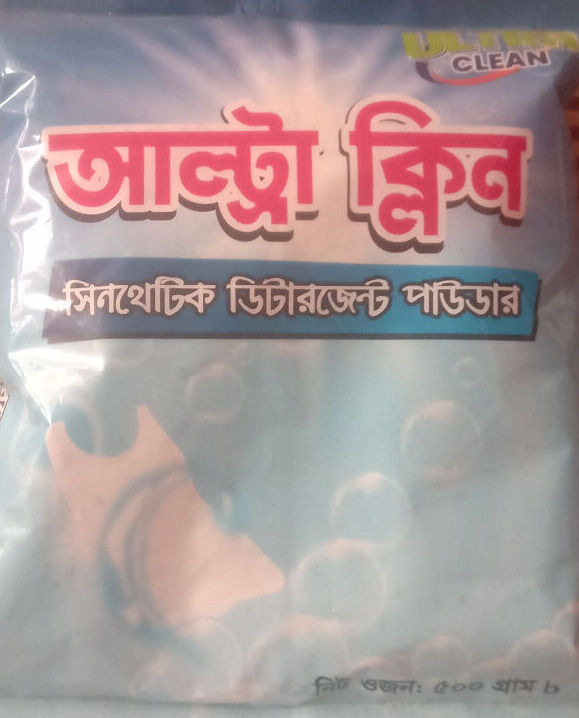 ULTRA
CLEAN
আল্ট্রা ক্লিন
সিনথেটিক ডিটারজেন্ট পাউডার
নিট ওজন: ৫০০ গ্রাম